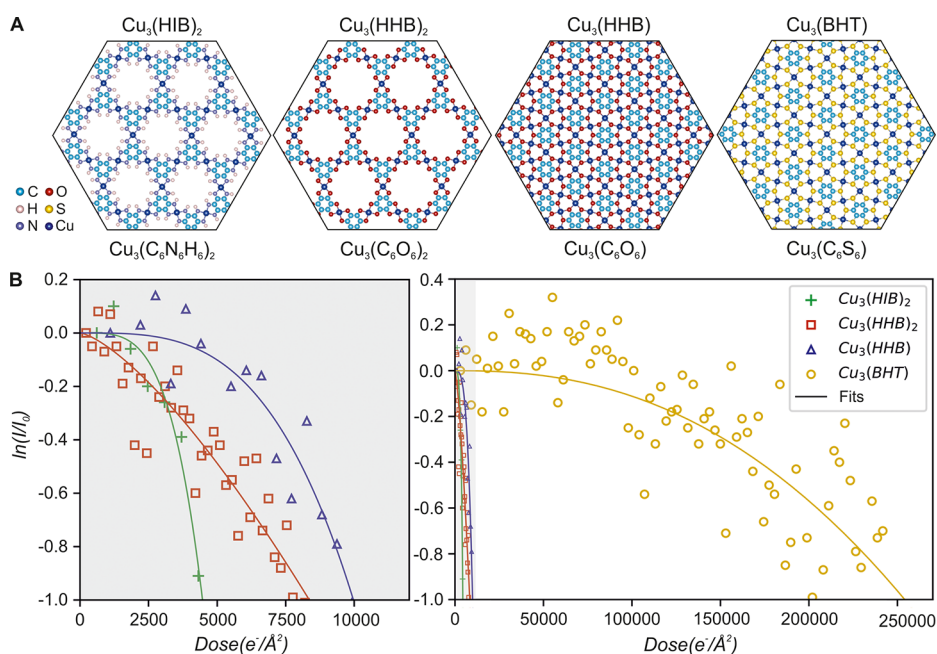 A
Cu₃(HIB)₂ Cu₃(HHB)₂ Cu₃(HHB) Cu₃(BHT)
C O
H S
N Cu
Cu₃(C₆N₆H₆)₂ Cu₃(C₆O₆)₂ Cu₃(C₆O₆) Cu₃(C₆S₆)
B
ln(I/I₀)
0.2
0.0
-0.2
-0.4
-0.6
-0.8
-1.0
0 2500 5000 7500 10000
Dose(e⁻/Å²)
0.4
0.2
0.0
-0.2
-0.4
-0.6
-0.8
-1.0
0 50000 100000 150000 200000 250000
Dose(e⁻/Å²)
Cu₃(HIB)₂
Cu₃(HHB)₂
Cu₃(HHB)
Cu₃(BHT)
Fits